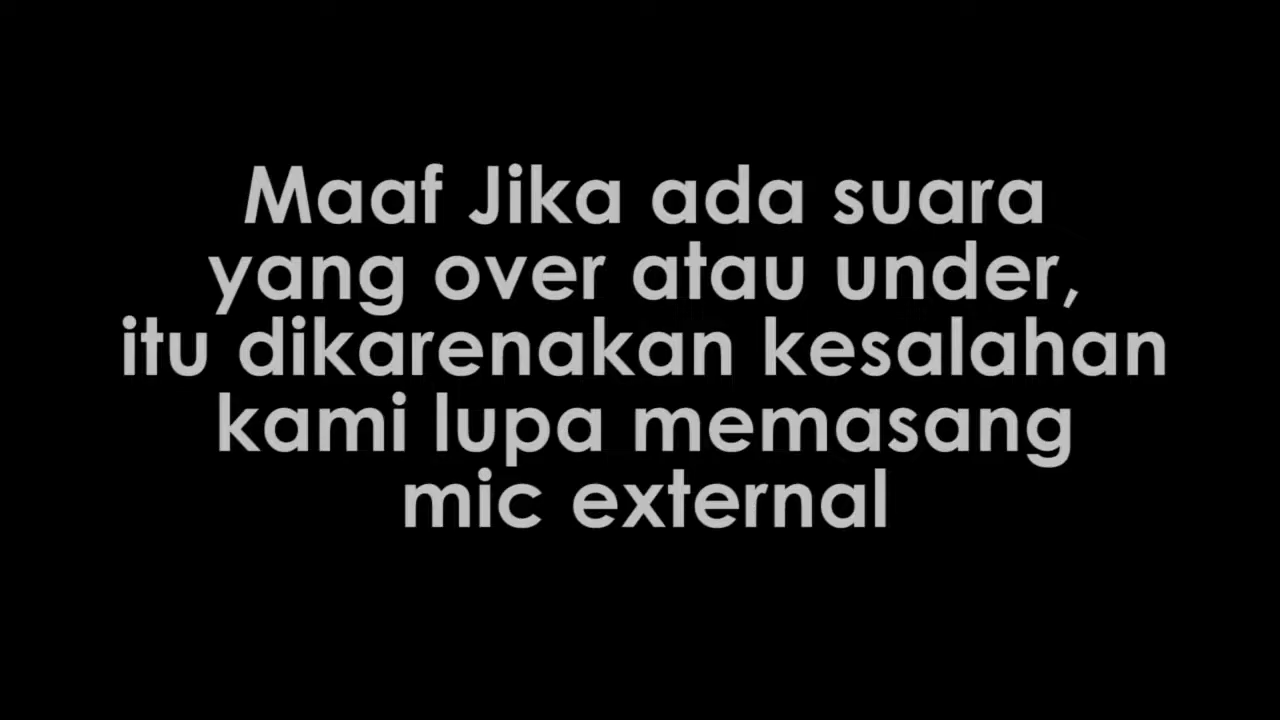 Maaf Jika ada suara
yang over atau under,
itu dikarenakan kesalahan
kami lupa memasang
mic external